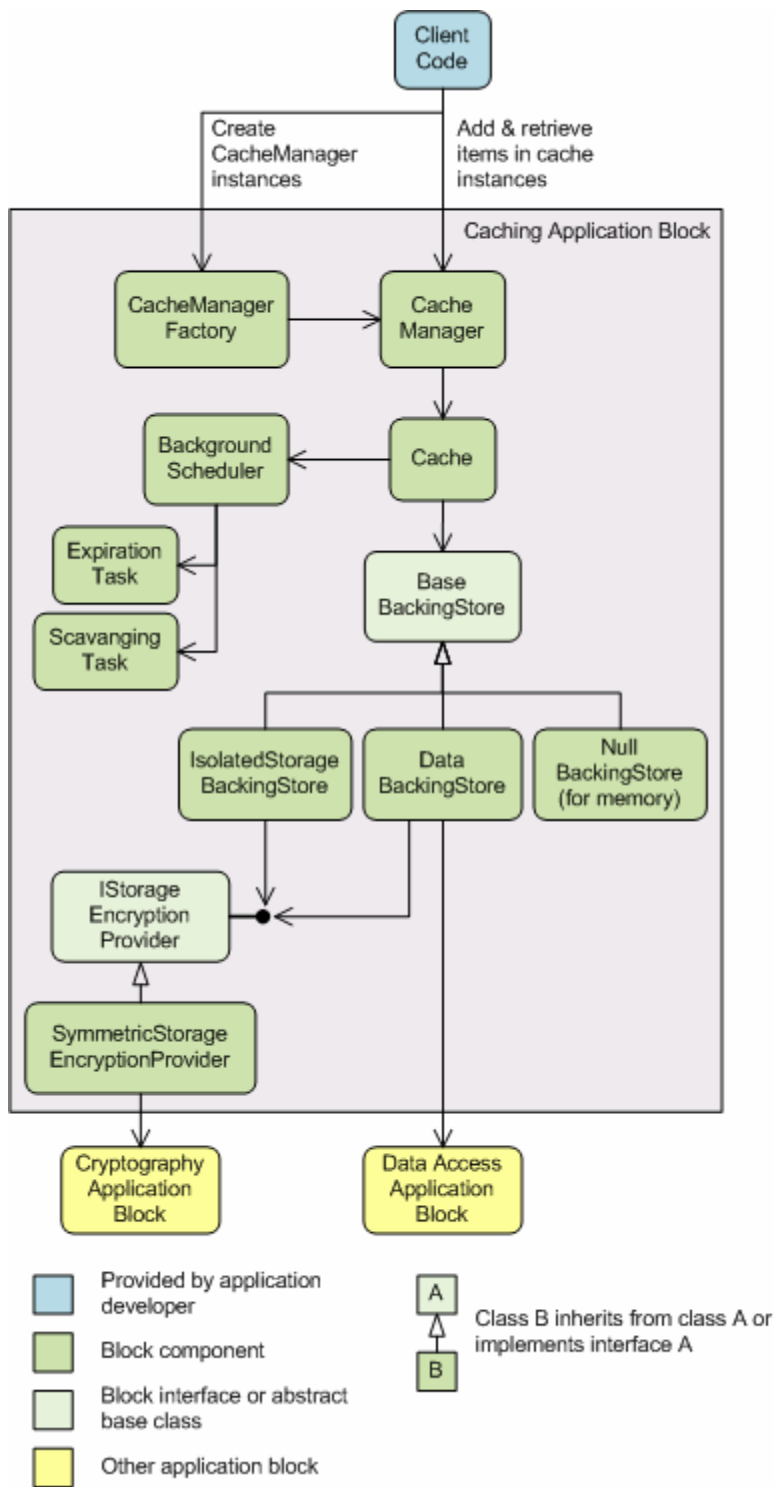 Client
Code
Create
CacheManager
instances
Add & retrieve
items in cache
instances
Caching Application Block
CacheManager
Factory
Cache
Manager
Background
Scheduler
Cache
Expiration
Task
Base
BackingStore
Scavanging
Task
IsolatedStorage
BackingStore
Data
BackingStore
Null
BackingStore
(for memory)
IStorage
Encryption
Provider
SymmetricStorage
EncryptionProvider
Cryptography
Application
Block
Data Access
Application
Block
Provided by application
developer
Block component
Block interface or abstract
base class
Other application block
A
B
Class B inherits from class A or
implements interface A